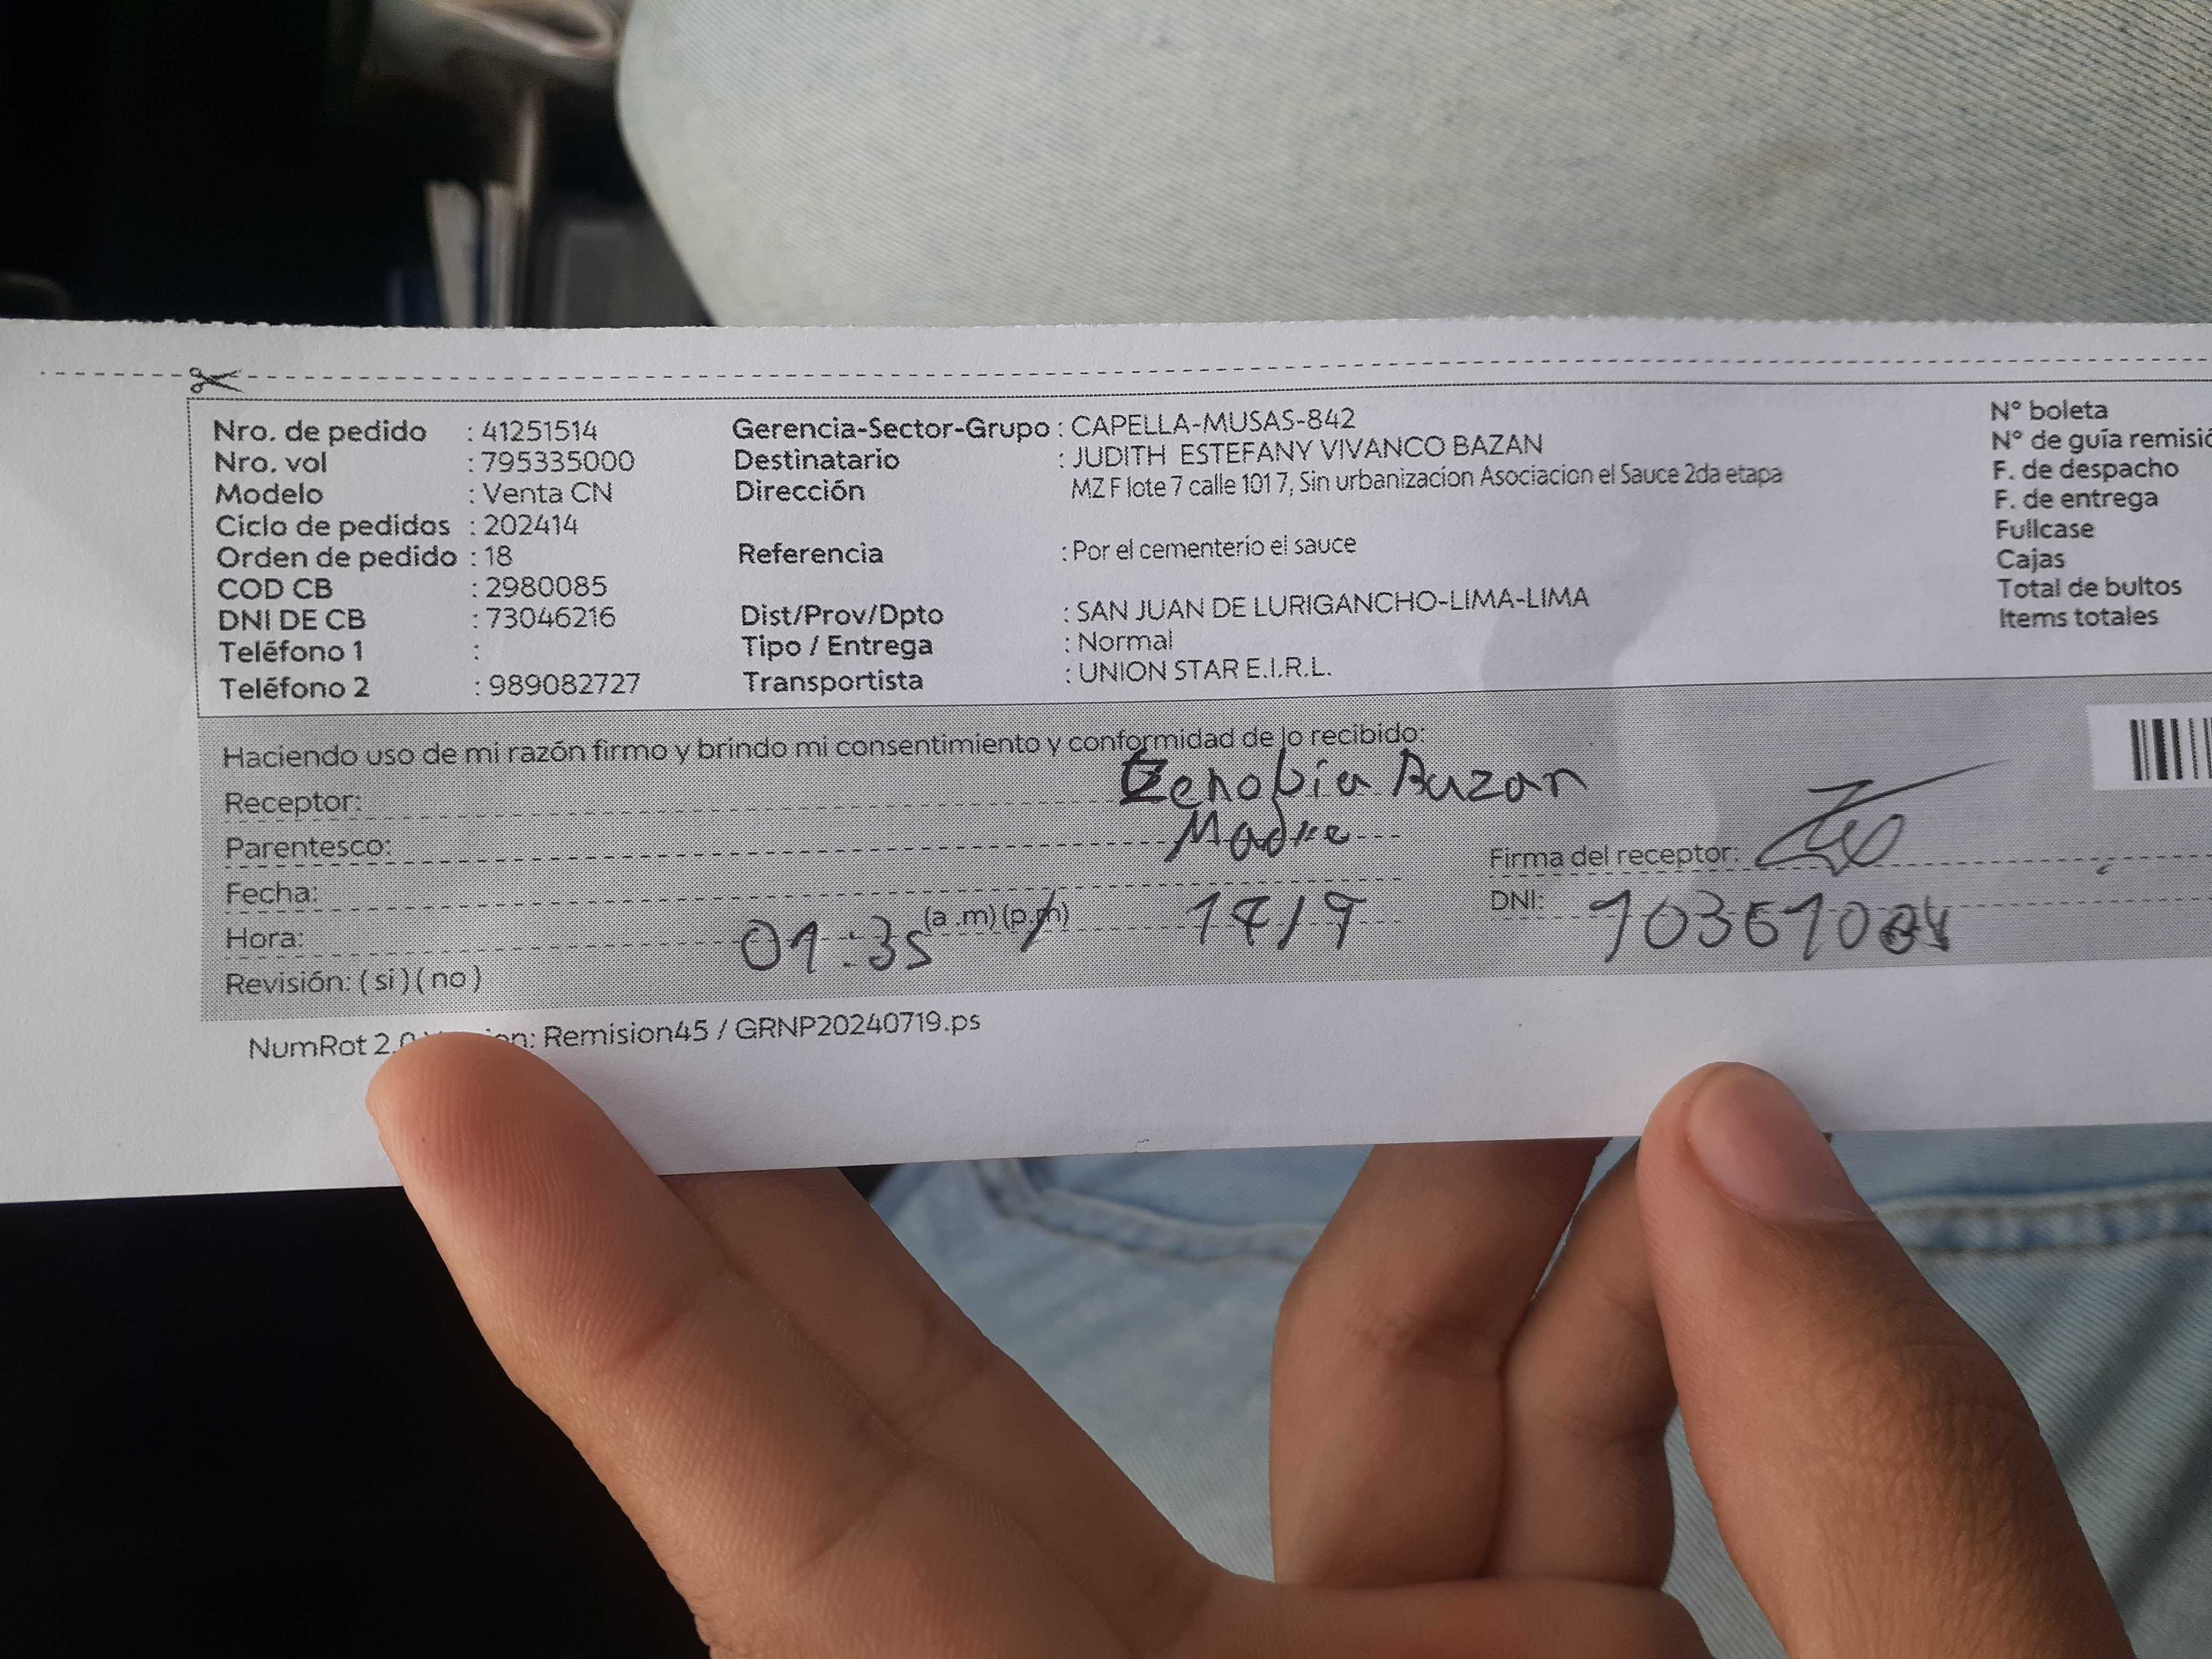 Nro. de pedido : 41251514 Gerencia-Sector-Grupo : CAPELLA-MUSAS-842 N° boleta
Nro. vol : 795335000 Destinatario : JUDITH ESTEFANY VIVANCO BAZAN N° de guía remisió
Modelo : Venta CN Dirección MZ F lote 7 calle 101 7, Sin urbanizacion Asociacion el Sauce 2da etapa F. de despacho
Ciclo de pedidos : 202414 F. de entrega
Orden de pedido : 18 Referencia : Por el cementerio el sauce Fullcase
COD CB : 2980085 Cajas
DNI DE CB : 73046216 Dist/Prov/Dpto : SAN JUAN DE LURIGANCHO-LIMA-LIMA Total de bultos
Teléfono 1 : Tipo / Entrega : Normal Items totales
Teléfono 2 : 989082727 Transportista : UNION STAR E.I.R.L.
Haciendo uso de mi razón firmo y brindo mi consentimiento y conformidad de lo recibido:
Receptor: Zenobia Bazan
Parentesco: Madre Firma del receptor:
Fecha: DNI:
Hora: 01:35 (a .m) (p.m)
Revisión: ( si ) ( no )
NumRot 2.0 : Remision45 / GRNP20240719.ps